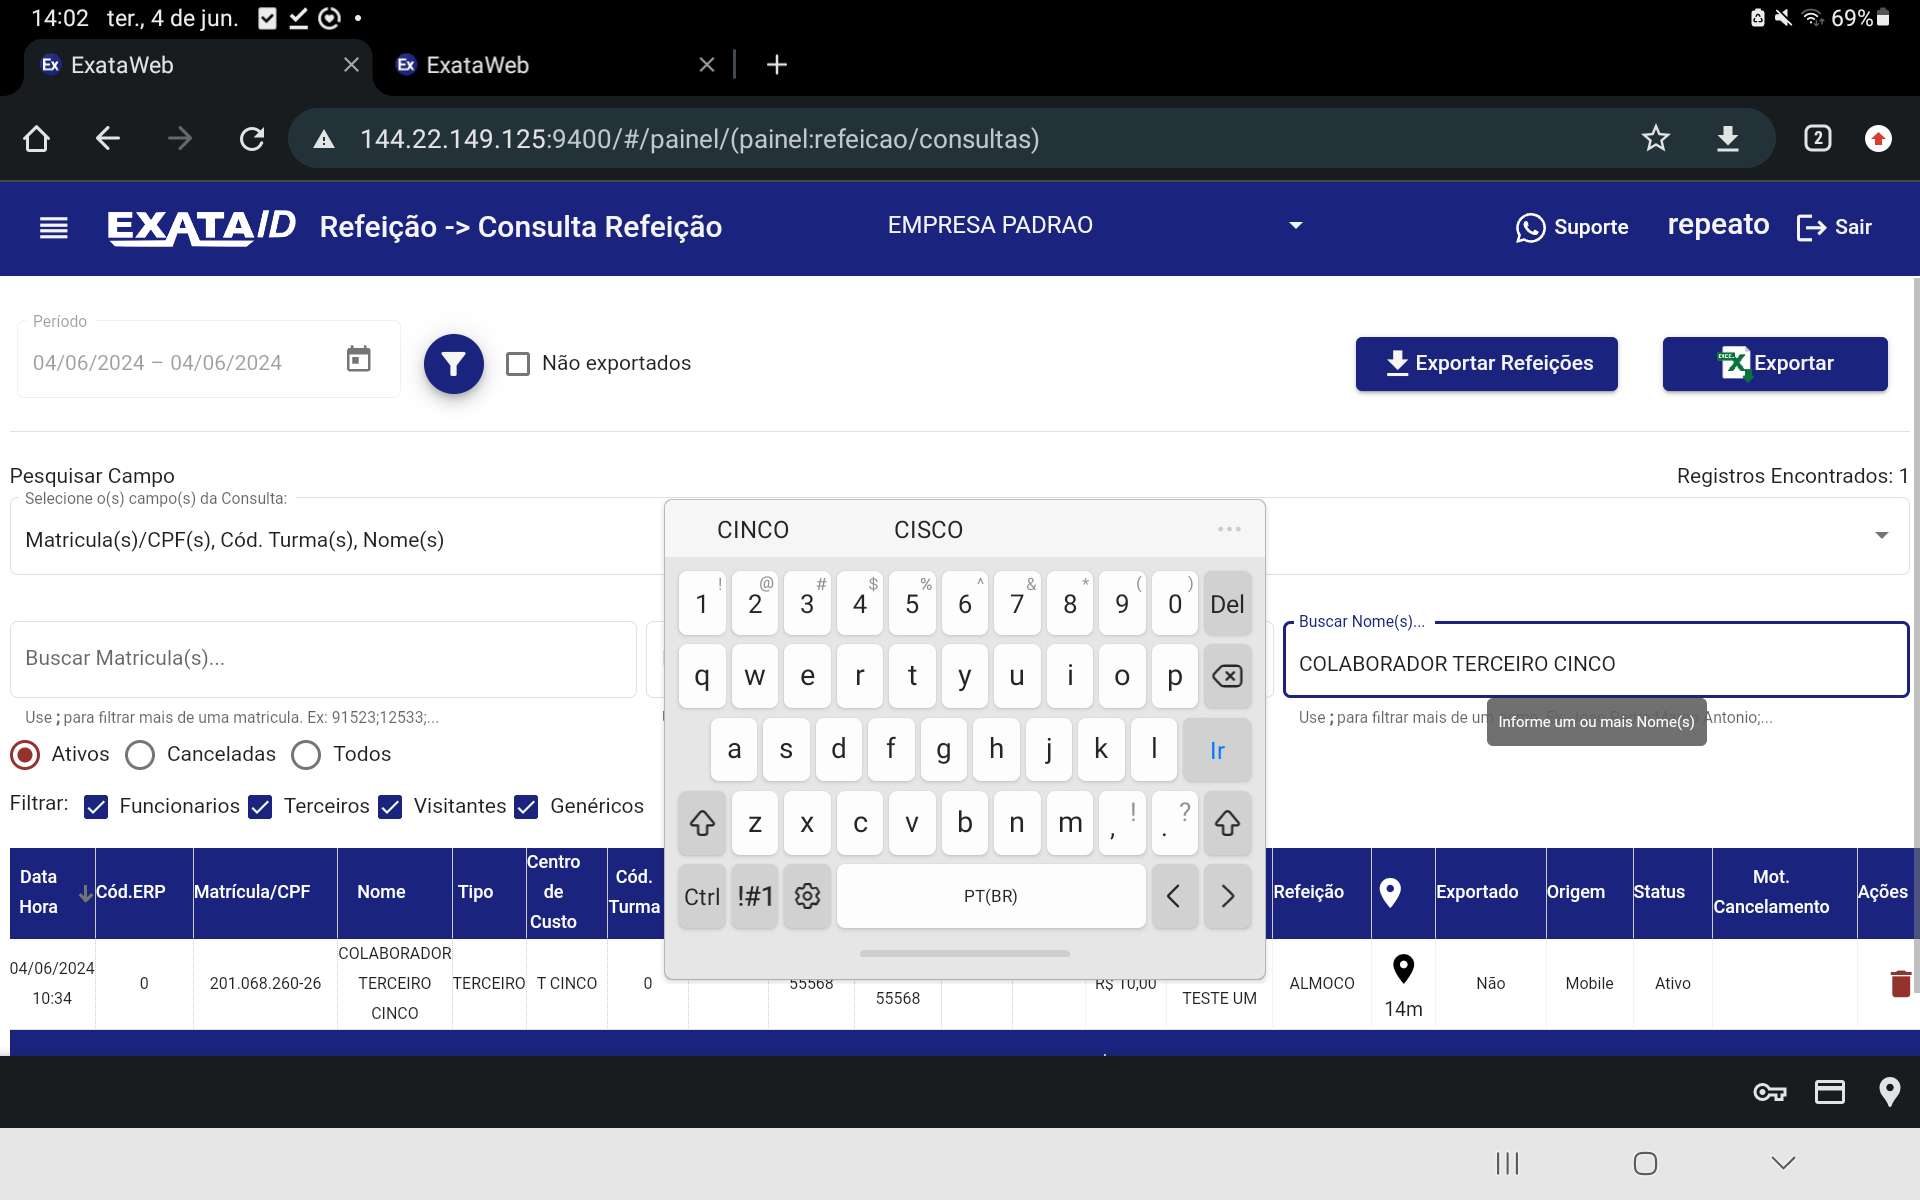 14:02 ter., 4 de jun.
69%
ExataWeb
ExataWeb
144.22.149.125:9400/#/painel/(painel:refeicao/consultas)
2
EXATA/ID Refeição -> Consulta Refeição
EMPRESA PADRAO
Suporte
repeato
Sair
Período
04/06/2024 – 04/06/2024
Não exportados
Exportar Refeições
Exportar
Pesquisar Campo
Registros Encontrados: 1
Selecione o(s) campo(s) da Consulta:
Matricula(s)/CPF(s), Cód. Turma(s), Nome(s)
CINCO CISCO
! @ # $ % ^ & * ( )
1 2 3 4 5 6 7 8 9 0 Del
q w e r t y u i o p
a s d f g h j k l Ir
z x c v b n m , ! . ?
Ctrl !#1 PT(BR) < >
Buscar Matricula(s)...
Use ; para filtrar mais de uma matricula. Ex: 91523;12533;...
Buscar Nome(s)...
COLABORADOR TERCEIRO CINCO
Use ; para filtrar mais de um
Antonio;...
Informe um ou mais Nome(s)
Ativos Canceladas Todos
Filtrar: Funcionarios Terceiros Visitantes Genéricos
Data Hora Cód.ERP Matrícula/CPF Nome Tipo Centro de Custo Cód. Turma Refeição Exportado Origem Status Mot. Cancelamento Ações
04/06/2024 10:34 0 201.068.260-26 COLABORADOR TERCEIRO CINCO TERCEIRO T CINCO 0 55568 55568 R$ 10,00 TESTE UM ALMOCO 14m Não Mobile Ativo